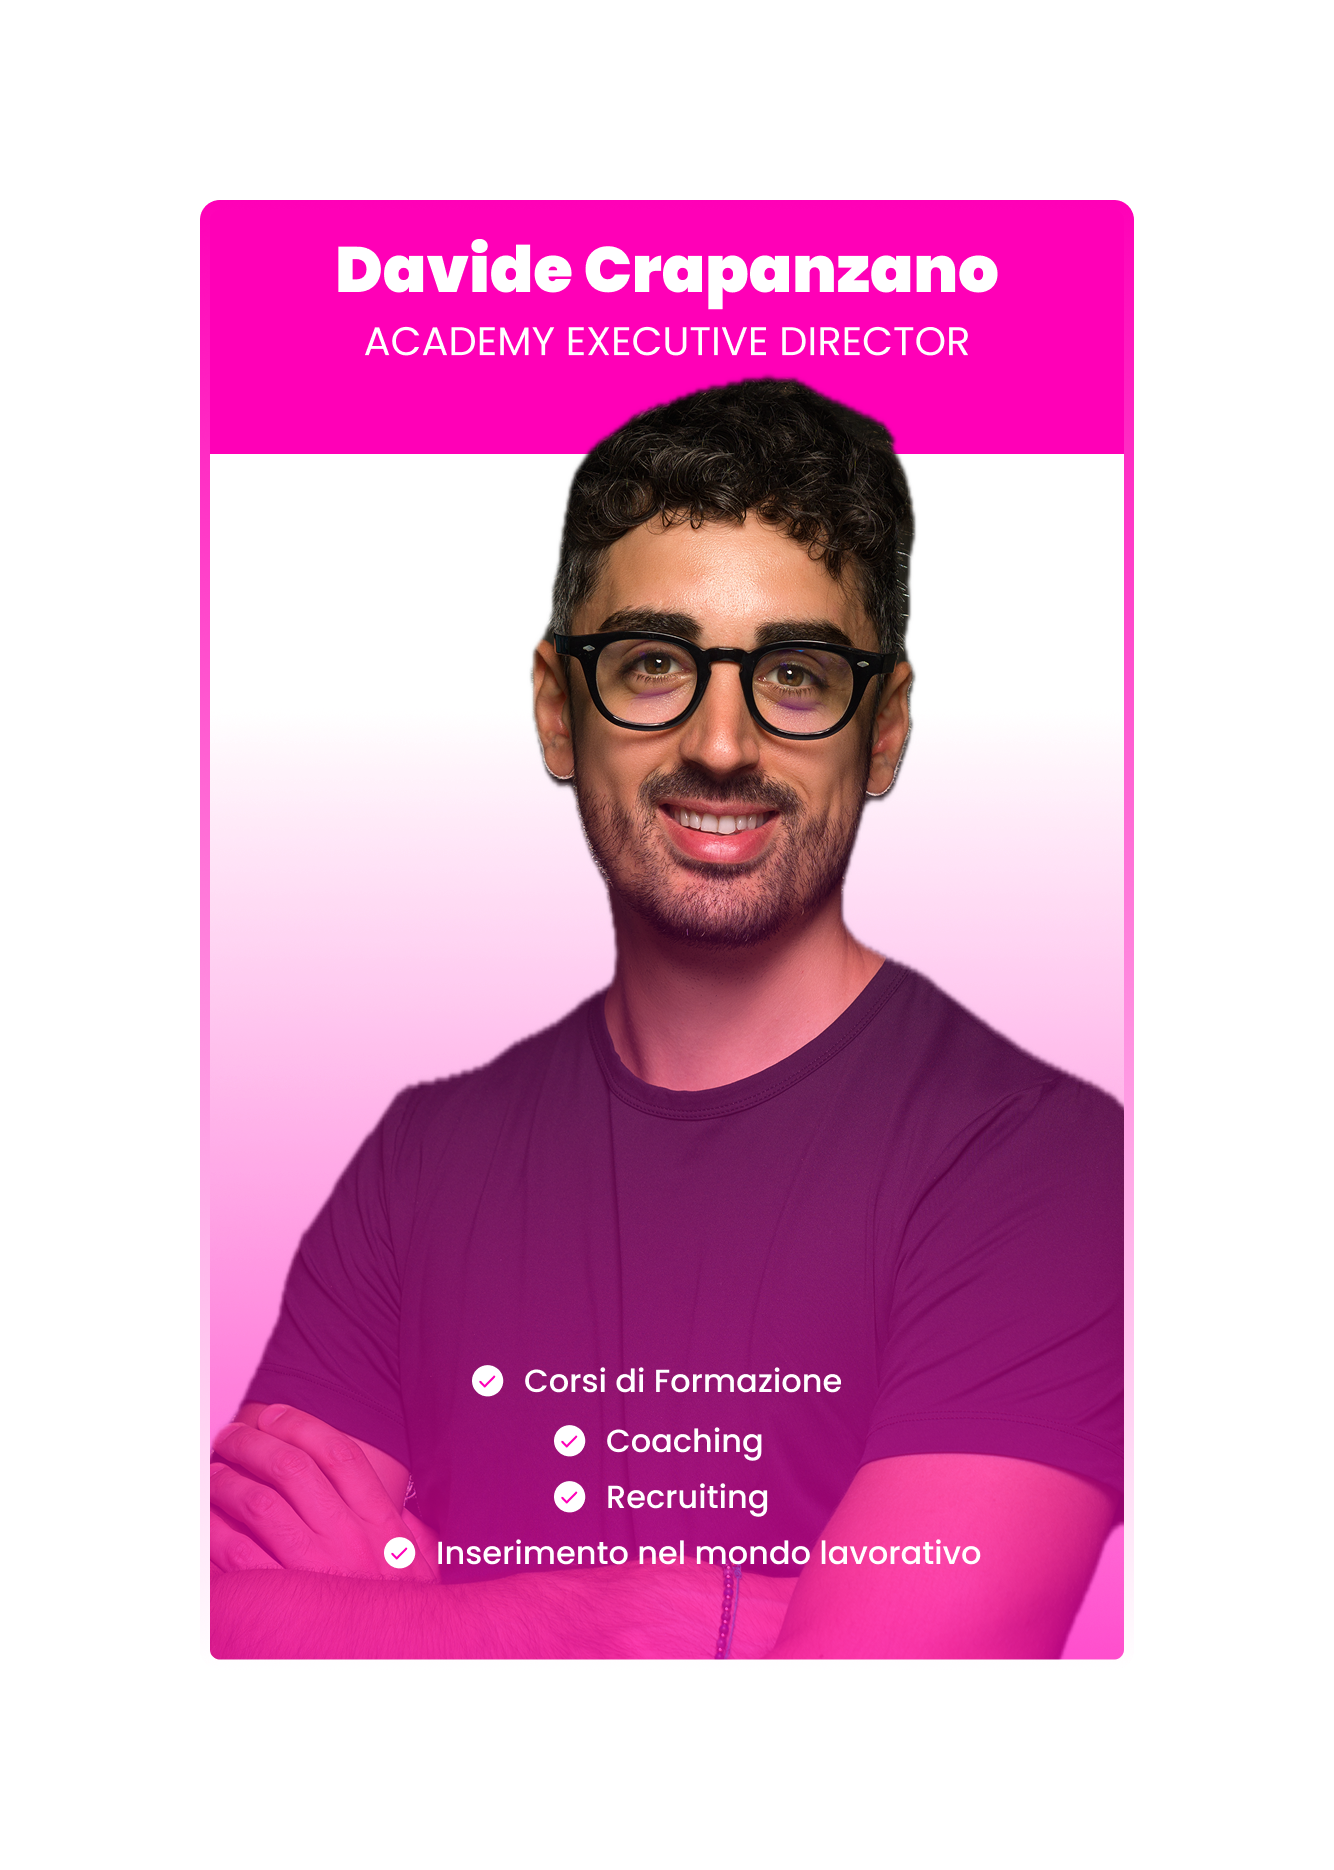 Davide Crapanzano
ACADEMY EXECUTIVE DIRECTOR
Corsi di Formazione
Coaching
Recruiting
Inserimento nel mondo lavorativo